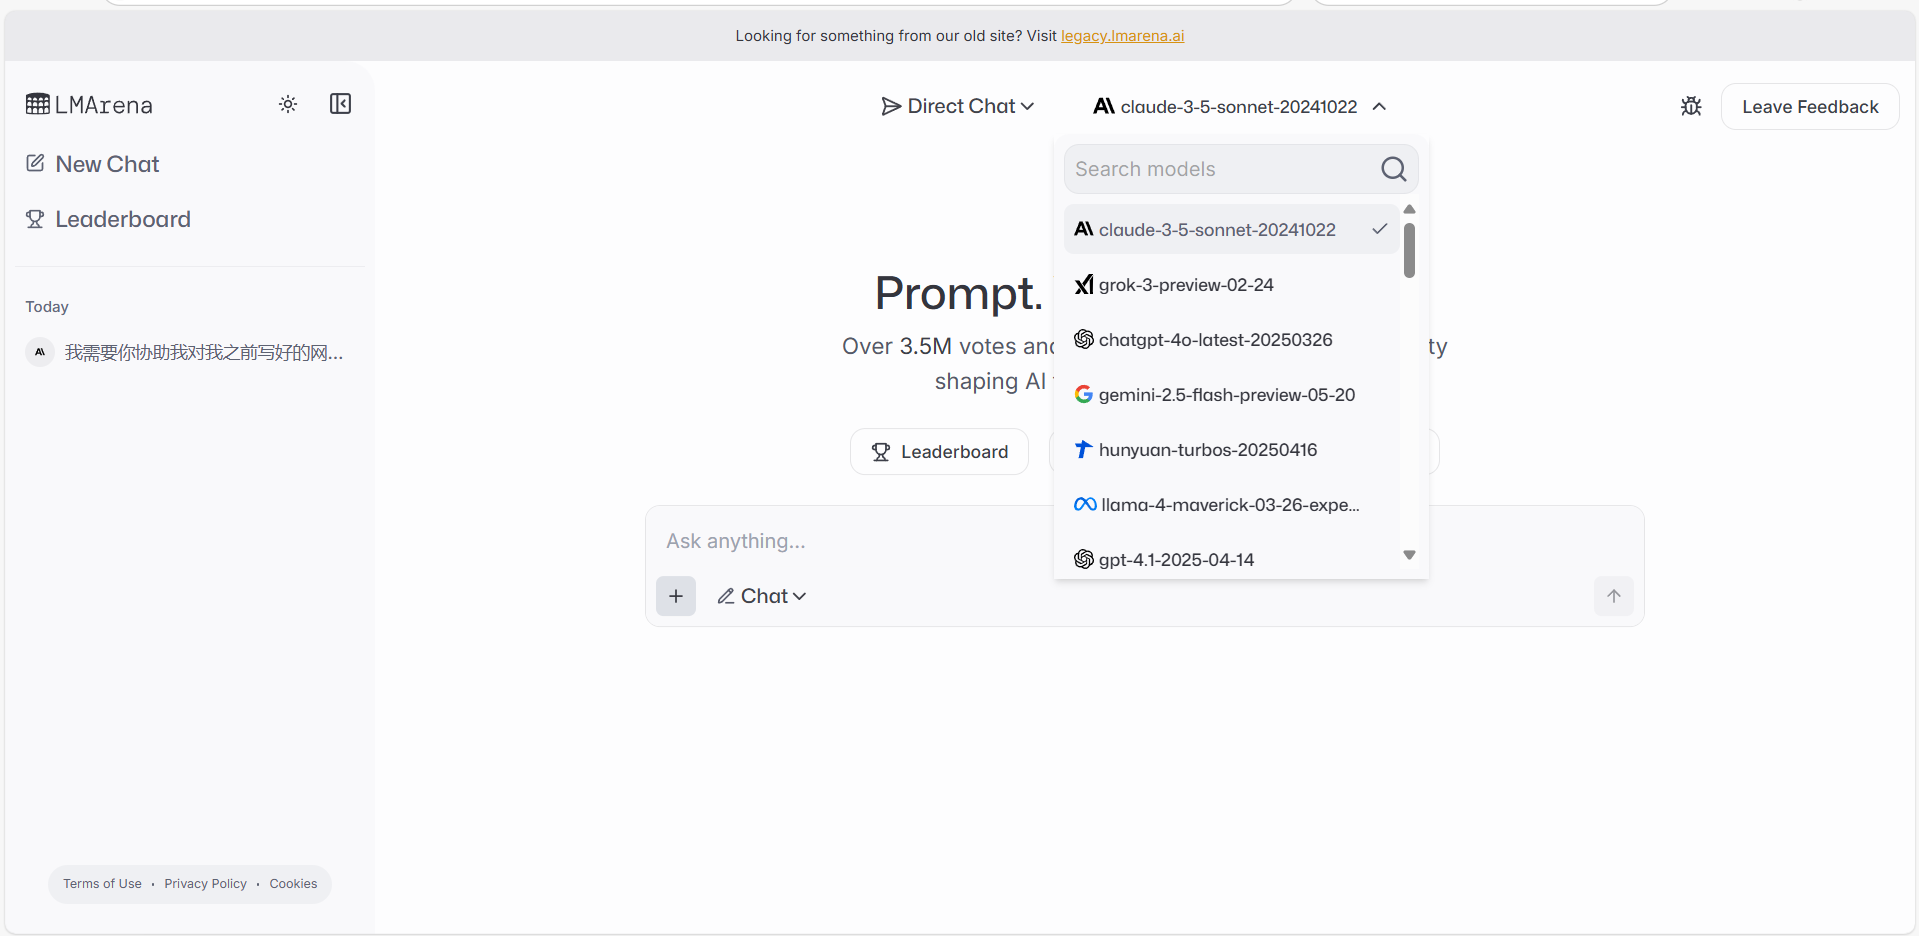 Looking for something from our old site? Visit legacy.lmarena.ai
LMArena
New Chat
Leaderboard
Today
我需要你协助我对我之前写好的网...
Terms of Use · Privacy Policy · Cookies
Direct Chat
claude-3-5-sonnet-20241022
Leave Feedback
Search models
claude-3-5-sonnet-20241022
grok-3-preview-02-24
chatgpt-4o-latest-20250326
gemini-2.5-flash-preview-05-20
hunyuan-turbos-20250416
llama-4-maverick-03-26-expe...
gpt-4.1-2025-04-14
Prompt.
Over 3.5M votes and
shaping AI
Leaderboard
Ask anything...
Chat